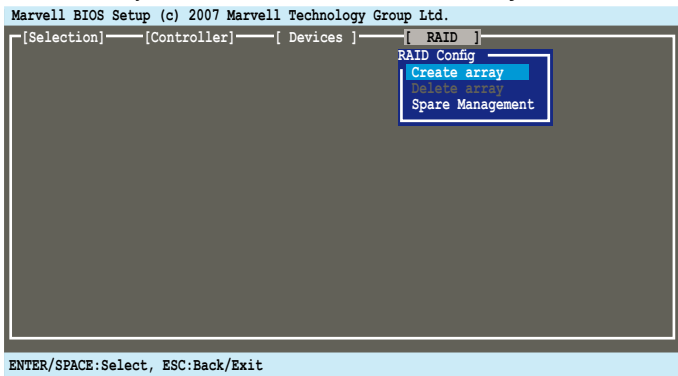 Marvell BIOS Setup (c) 2007 Marvell Technology Group Ltd.
[Selection] [Controller] [ Devices ] [ RAID ]
RAID Config
Create array
Delete array
Spare Management
ENTER/SPACE:Select, ESC:Back/Exit